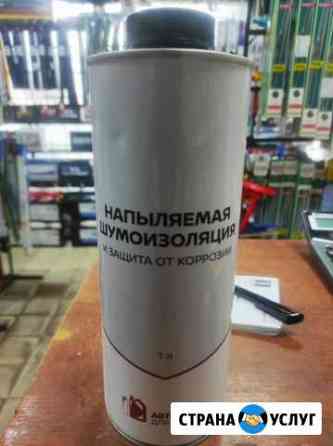 НАПЫЛЯЕМАЯ
ШУМОИЗОЛЯЦИЯ
И ЗАЩИТА ОТ КОРРОЗИИ
1 л
СТРАНА УСЛУГ